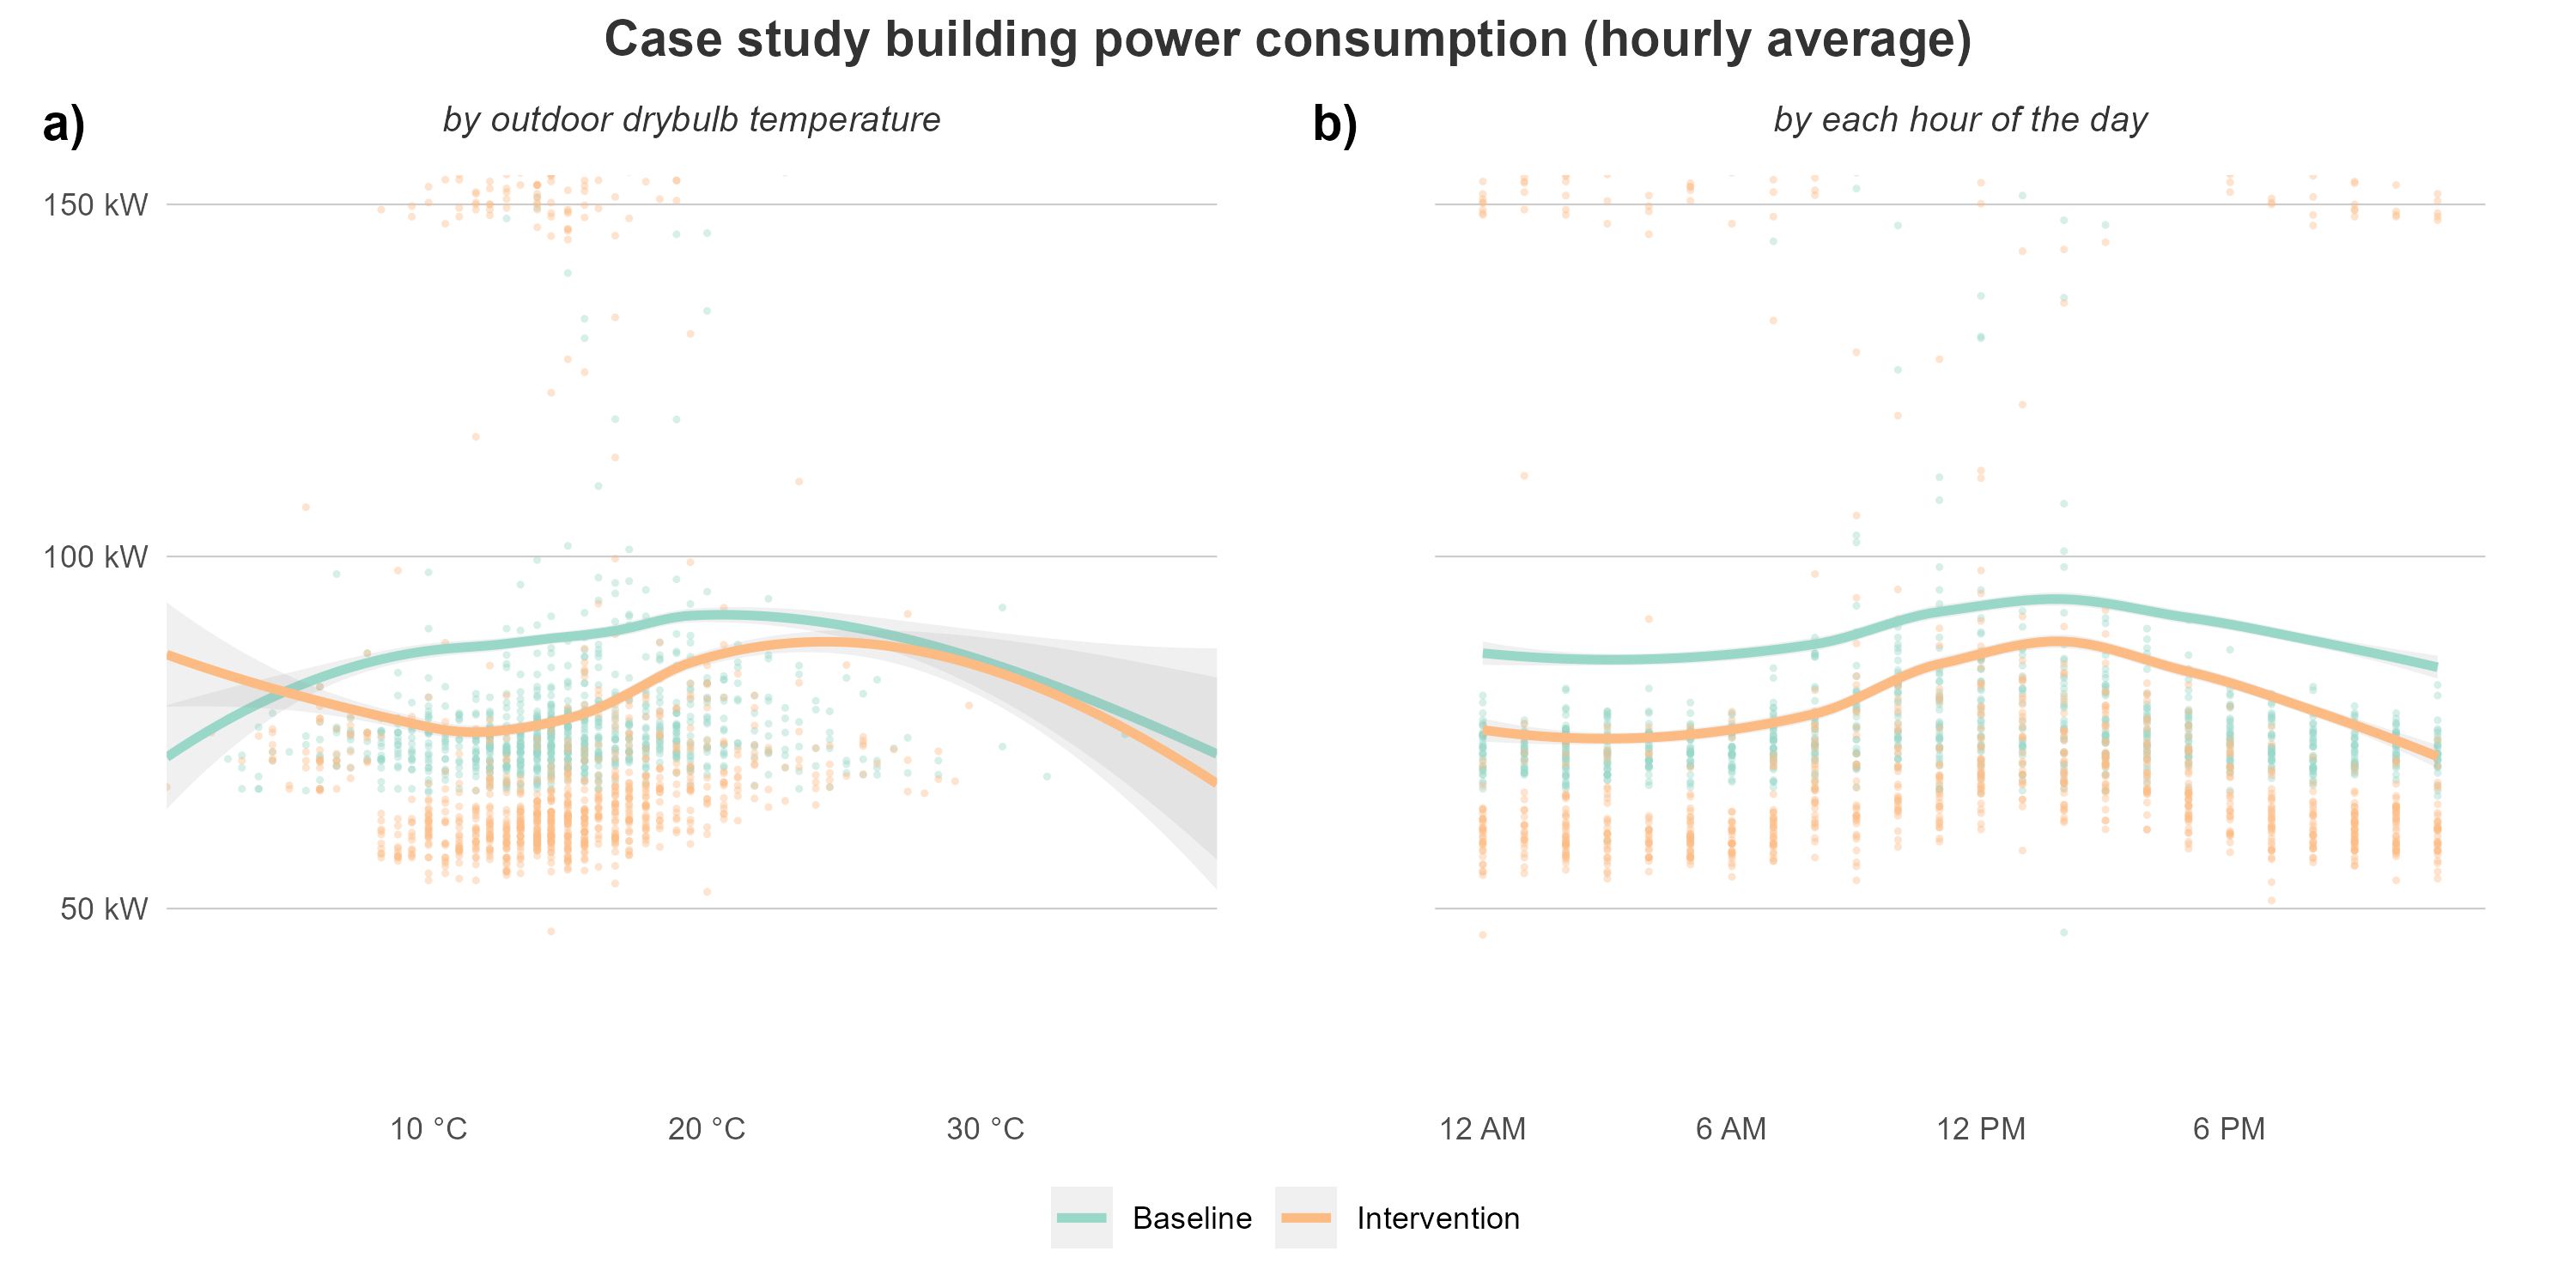 Case study building power consumption (hourly average)
a)
by outdoor drybulb temperature
150 kW
100 kW
50 kW
10 °C
20 °C
30 °C
b)
by each hour of the day
12 AM
6 AM
12 PM
6 PM
Baseline
Intervention